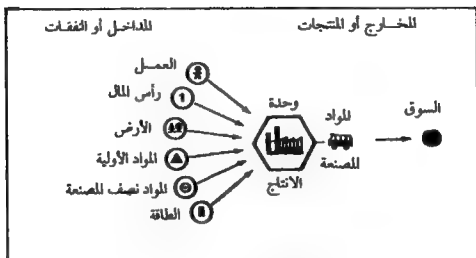 المداخل أو النفقات
المخارج أو المنتجات
العمل
رأس المال
الأرض
المواد الأولية
المواد نصف المصنعة
الطاقة
وحدة
الانتاج
المواد
المصنعة
السوق